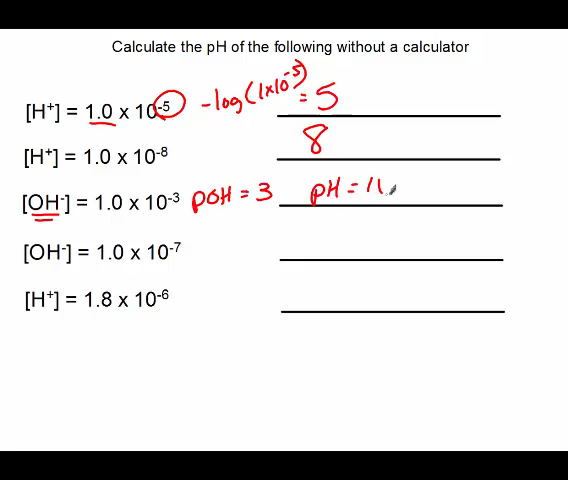 Calculate the pH of the following without a calculator
[H⁺] = 1.0 x 10⁻⁵ -log(1x10⁻⁵) = 5
[H⁺] = 1.0 x 10⁻⁸ 8
[OH⁻] = 1.0 x 10⁻³ pOH = 3 pH = 11
[OH⁻] = 1.0 x 10⁻⁷
[H⁺] = 1.8 x 10⁻⁶